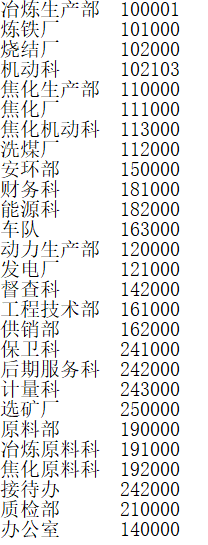 冶炼生产部 100001
炼铁厂 101000
烧结厂 102000
机动科 102103
焦化生产部 110000
焦化厂 111000
焦化机动科 113000
洗煤厂 112000
安环部 150000
财务科 181000
能源科 182000
车队 163000
动力生产部 120000
发电厂 121000
督查科 142000
工程技术部 161000
供销部 162000
保卫科 241000
后期服务科 242000
计量科 243000
选矿厂 250000
原料部 190000
冶炼原料科 191000
焦化原料科 192000
接待办 242000
质检部 210000
办公室 140000